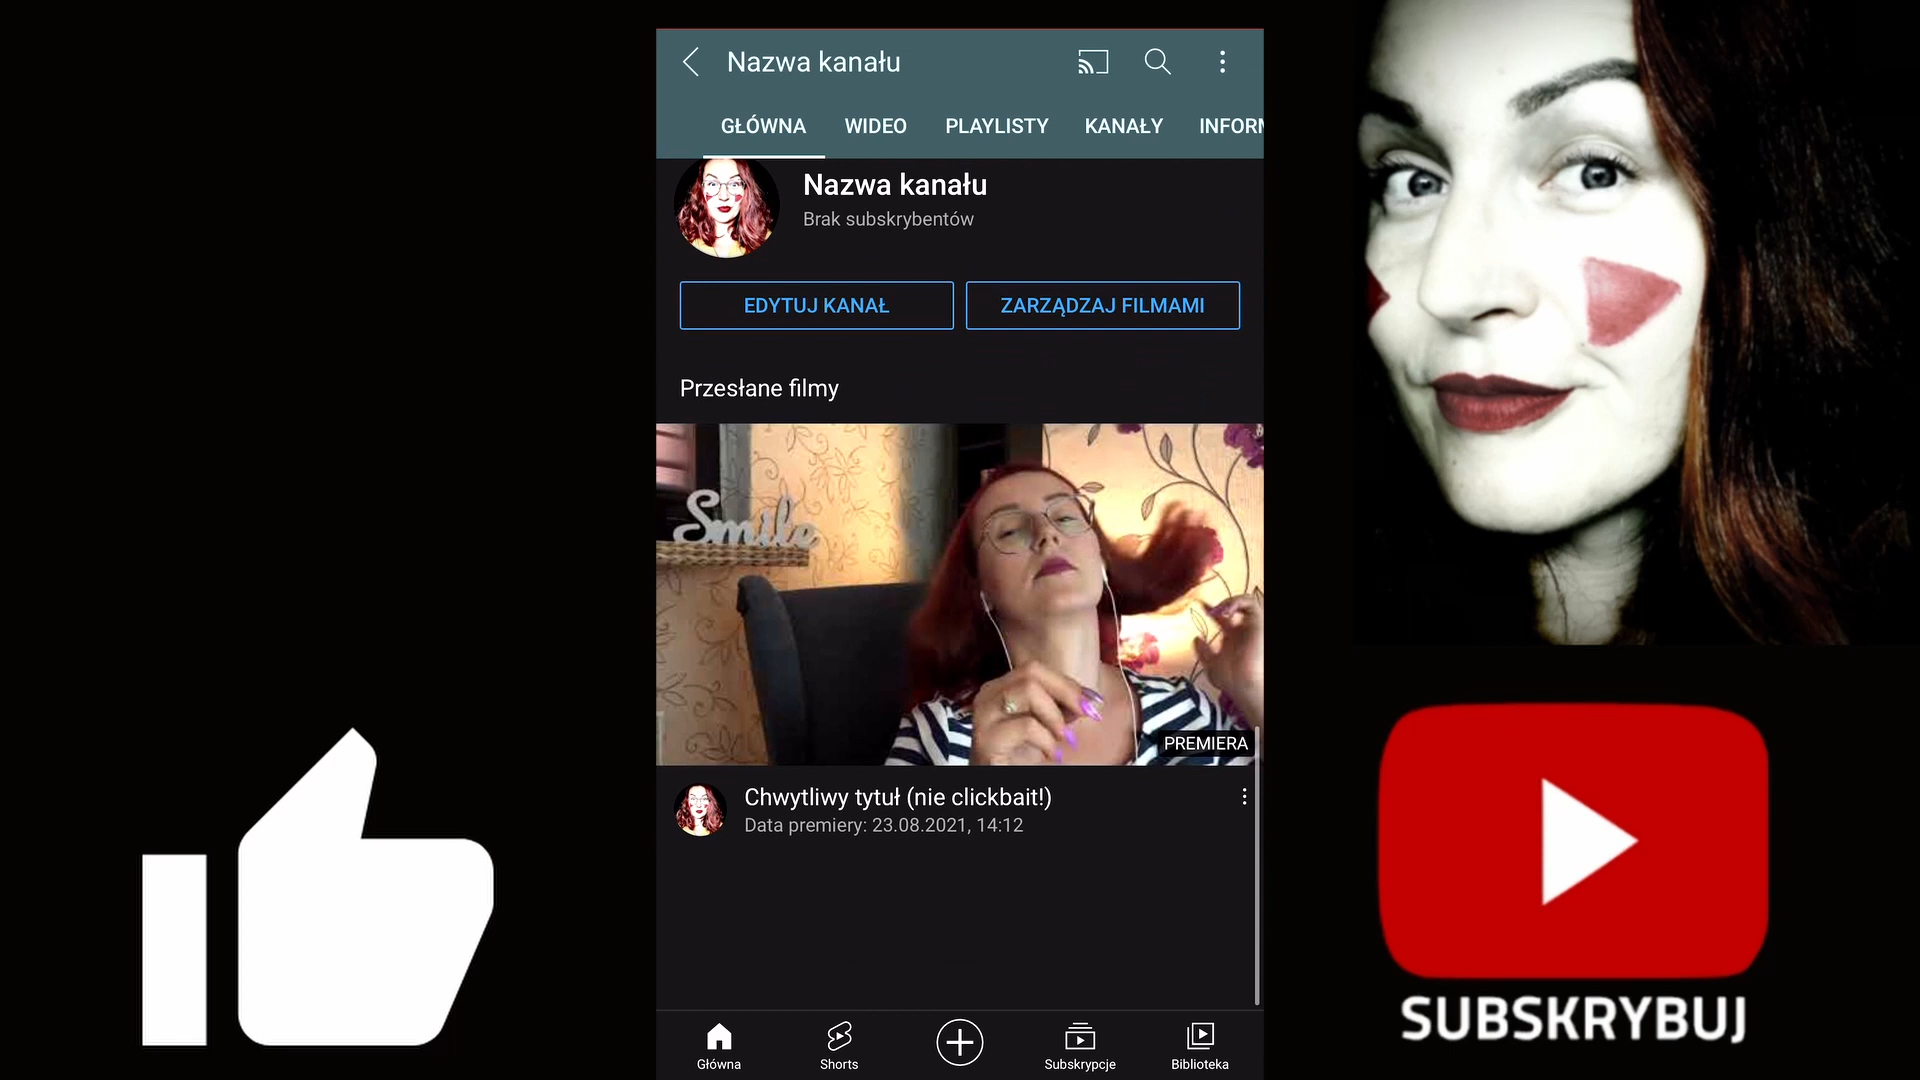 Nazwa kanału
GŁÓWNA WIDEO PLAYLISTY KANAŁY INFORM
Nazwa kanału
Brak subskrybentów
EDYTUJ KANAŁ ZARZĄDZAJ FILMAMI
Przesłane filmy
Smile
PREMIERA
Chwytliwy tytuł (nie clickbait!)
Data premiery: 23.08.2021, 14:12
Główna Shorts Subskrypcje Biblioteka
SUBSKRYBUJ